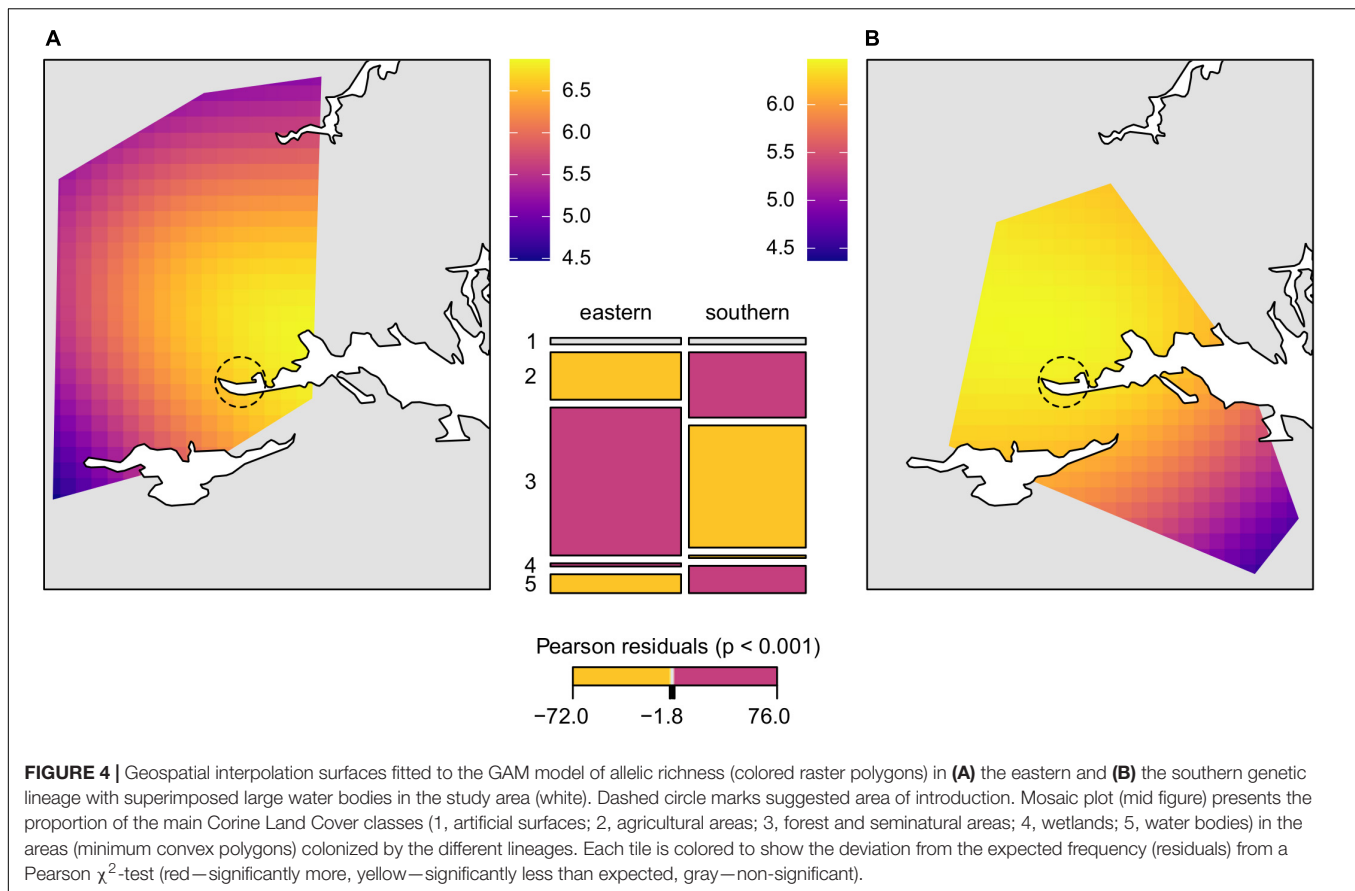 A
B
6.5
6.0
5.5
5.0
4.5
6.0
5.5
5.0
4.5
eastern southern
1
2
3
4
5
Pearson residuals (p < 0.001)
−72.0 −1.8 76.0
FIGURE 4 | Geospatial interpolation surfaces fitted to the GAM model of allelic richness (colored raster polygons) in (A) the eastern and (B) the southern genetic
lineage with superimposed large water bodies in the study area (white). Dashed circle marks suggested area of introduction. Mosaic plot (mid figure) presents the
proportion of the main Corine Land Cover classes (1, artificial surfaces; 2, agricultural areas; 3, forest and seminatural areas; 4, wetlands; 5, water bodies) in the
areas (minimum convex polygons) colonized by the different lineages. Each tile is colored to show the deviation from the expected frequency (residuals) from a
Pearson χ²-test (red—significantly more, yellow—significantly less than expected, gray—non-significant).